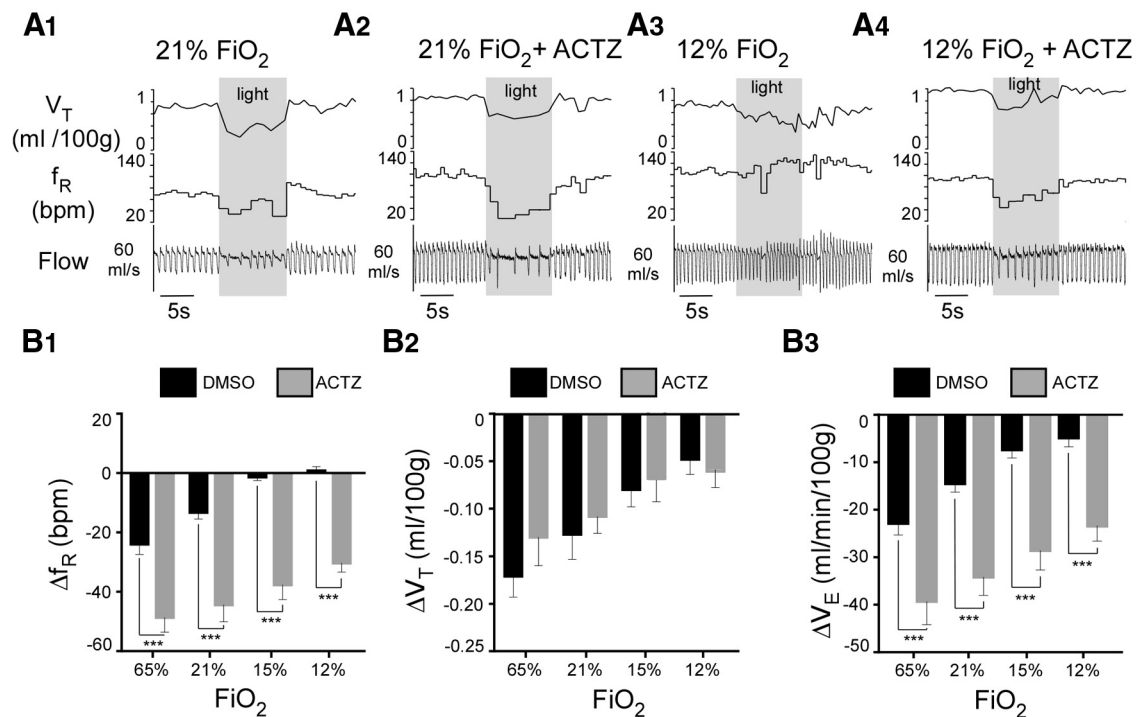 A1
21% FiO2
A2
21% FiO2 + ACTZ
A3
12% FiO2
A4
12% FiO2 + ACTZ
VT
(ml /100g)
1
0
light
1
0
light
1
0
light
1
0
light
fR
(bpm)
140
20
140
20
140
20
140
20
Flow
60
ml/s
60
ml/s
60
ml/s
60
ml/s
5s
5s
5s
5s
B1
DMSO
ACTZ
ΔfR (bpm)
20
0
-20
-40
-60
***
***
***
***
65%
21%
15%
12%
FiO2
B2
DMSO
ACTZ
ΔVT (ml/100g)
0
-0.05
-0.10
-0.15
-0.20
-0.25
65%
21%
15%
12%
FiO2
B3
DMSO
ACTZ
ΔVE (ml/min/100g)
0
-10
-20
-30
-40
-50
***
***
***
***
65%
21%
15%
12%
FiO2